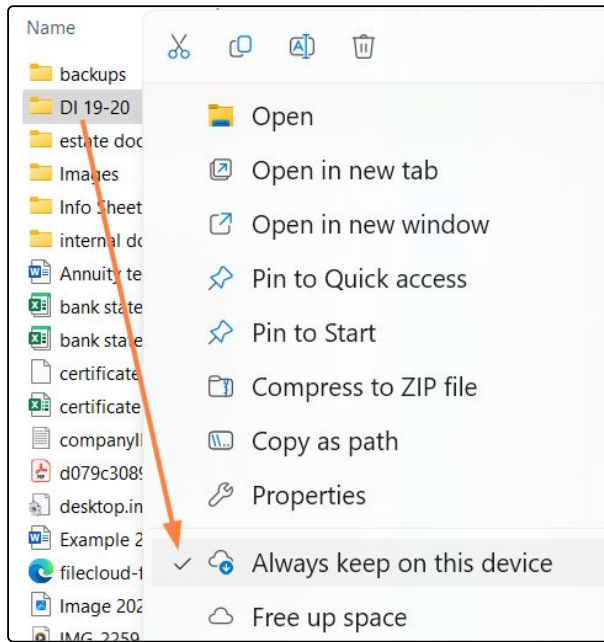 Name
backups
DI 19-20
estate doc
Images
Info Sheet
internal do
Annuity te
bank state
bank state
certificate
certificate
companyII
d079c3089
desktop.in
Example 2
filecloud-f
Image 202
IMG_2259
Open
Open in new tab
Open in new window
Pin to Quick access
Pin to Start
Compress to ZIP file
Copy as path
Properties
Always keep on this device
Free up space